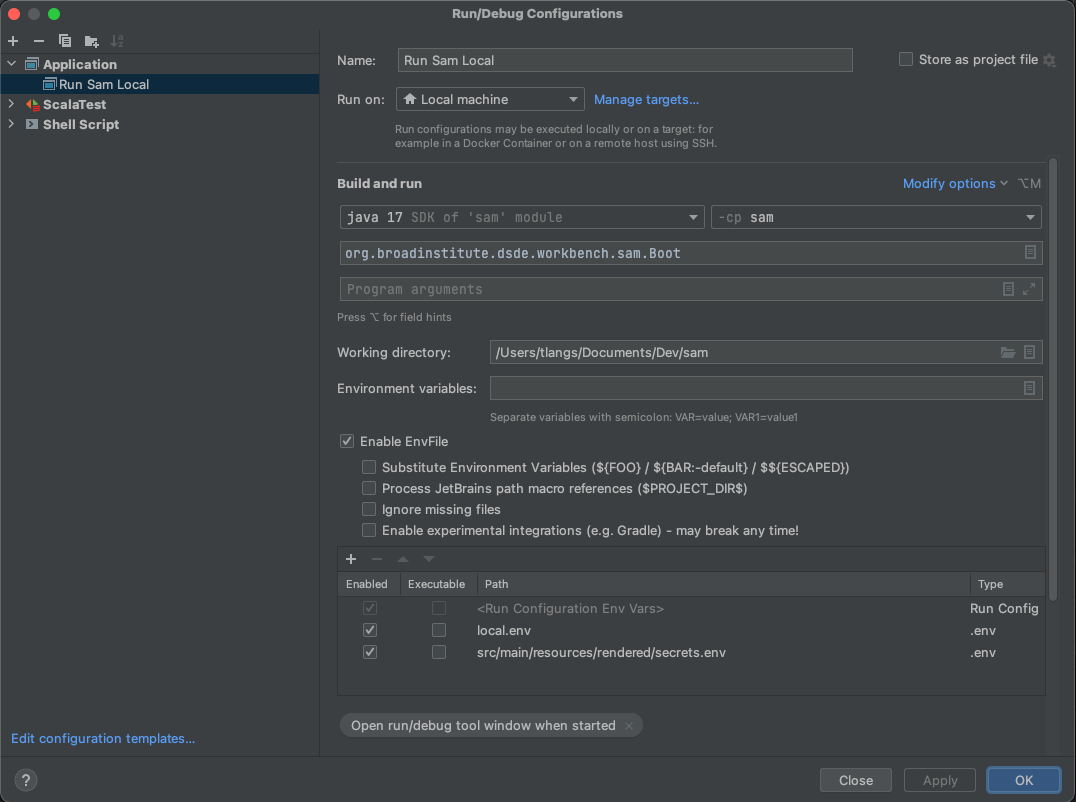 Run/Debug Configurations
Application
Run Sam Local
ScalaTest
Shell Script
Edit configuration templates...
Name: Run Sam Local Store as project file
Run on: Local machine Manage targets...
Run configurations may be executed locally or on a target: for
example in a Docker Container or on a remote host using SSH.
Build and run Modify options ⌥M
java 17 SDK of 'sam' module -cp sam
org.broadinstitute.dsde.workbench.sam.Boot
Program arguments
Press ⌥ for field hints
Working directory: /Users/tlangs/Documents/Dev/sam
Environment variables:
Separate variables with semicolon: VAR=value; VAR1=value1
Enable EnvFile
Substitute Environment Variables (${FOO} / ${BAR:-default} / $${ESCAPED})
Process JetBrains path macro references ($PROJECT_DIR$)
Ignore missing files
Enable experimental integrations (e.g. Gradle) - may break any time!
Enabled Executable Path Type
<Run Configuration Env Vars> Run Config
local.env .env
src/main/resources/rendered/secrets.env .env
Open run/debug tool window when started ×
? Close Apply OK